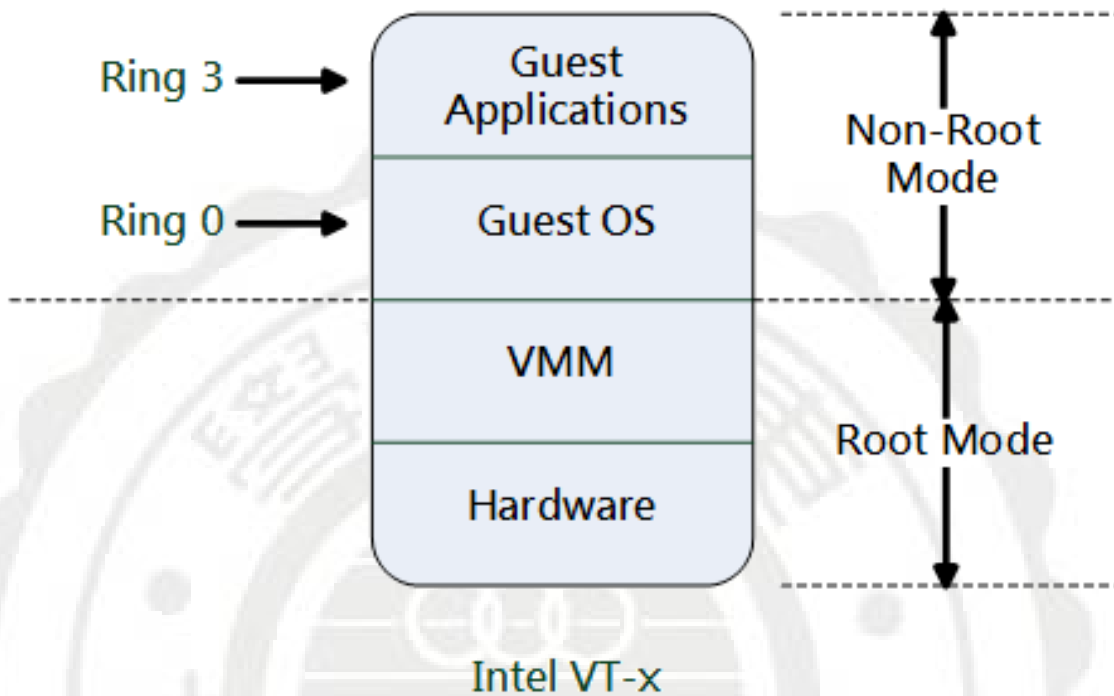 Ring 3
Guest
Applications
Non-Root
Mode
Ring 0
Guest OS
VMM
Root Mode
Hardware
Intel VT-x